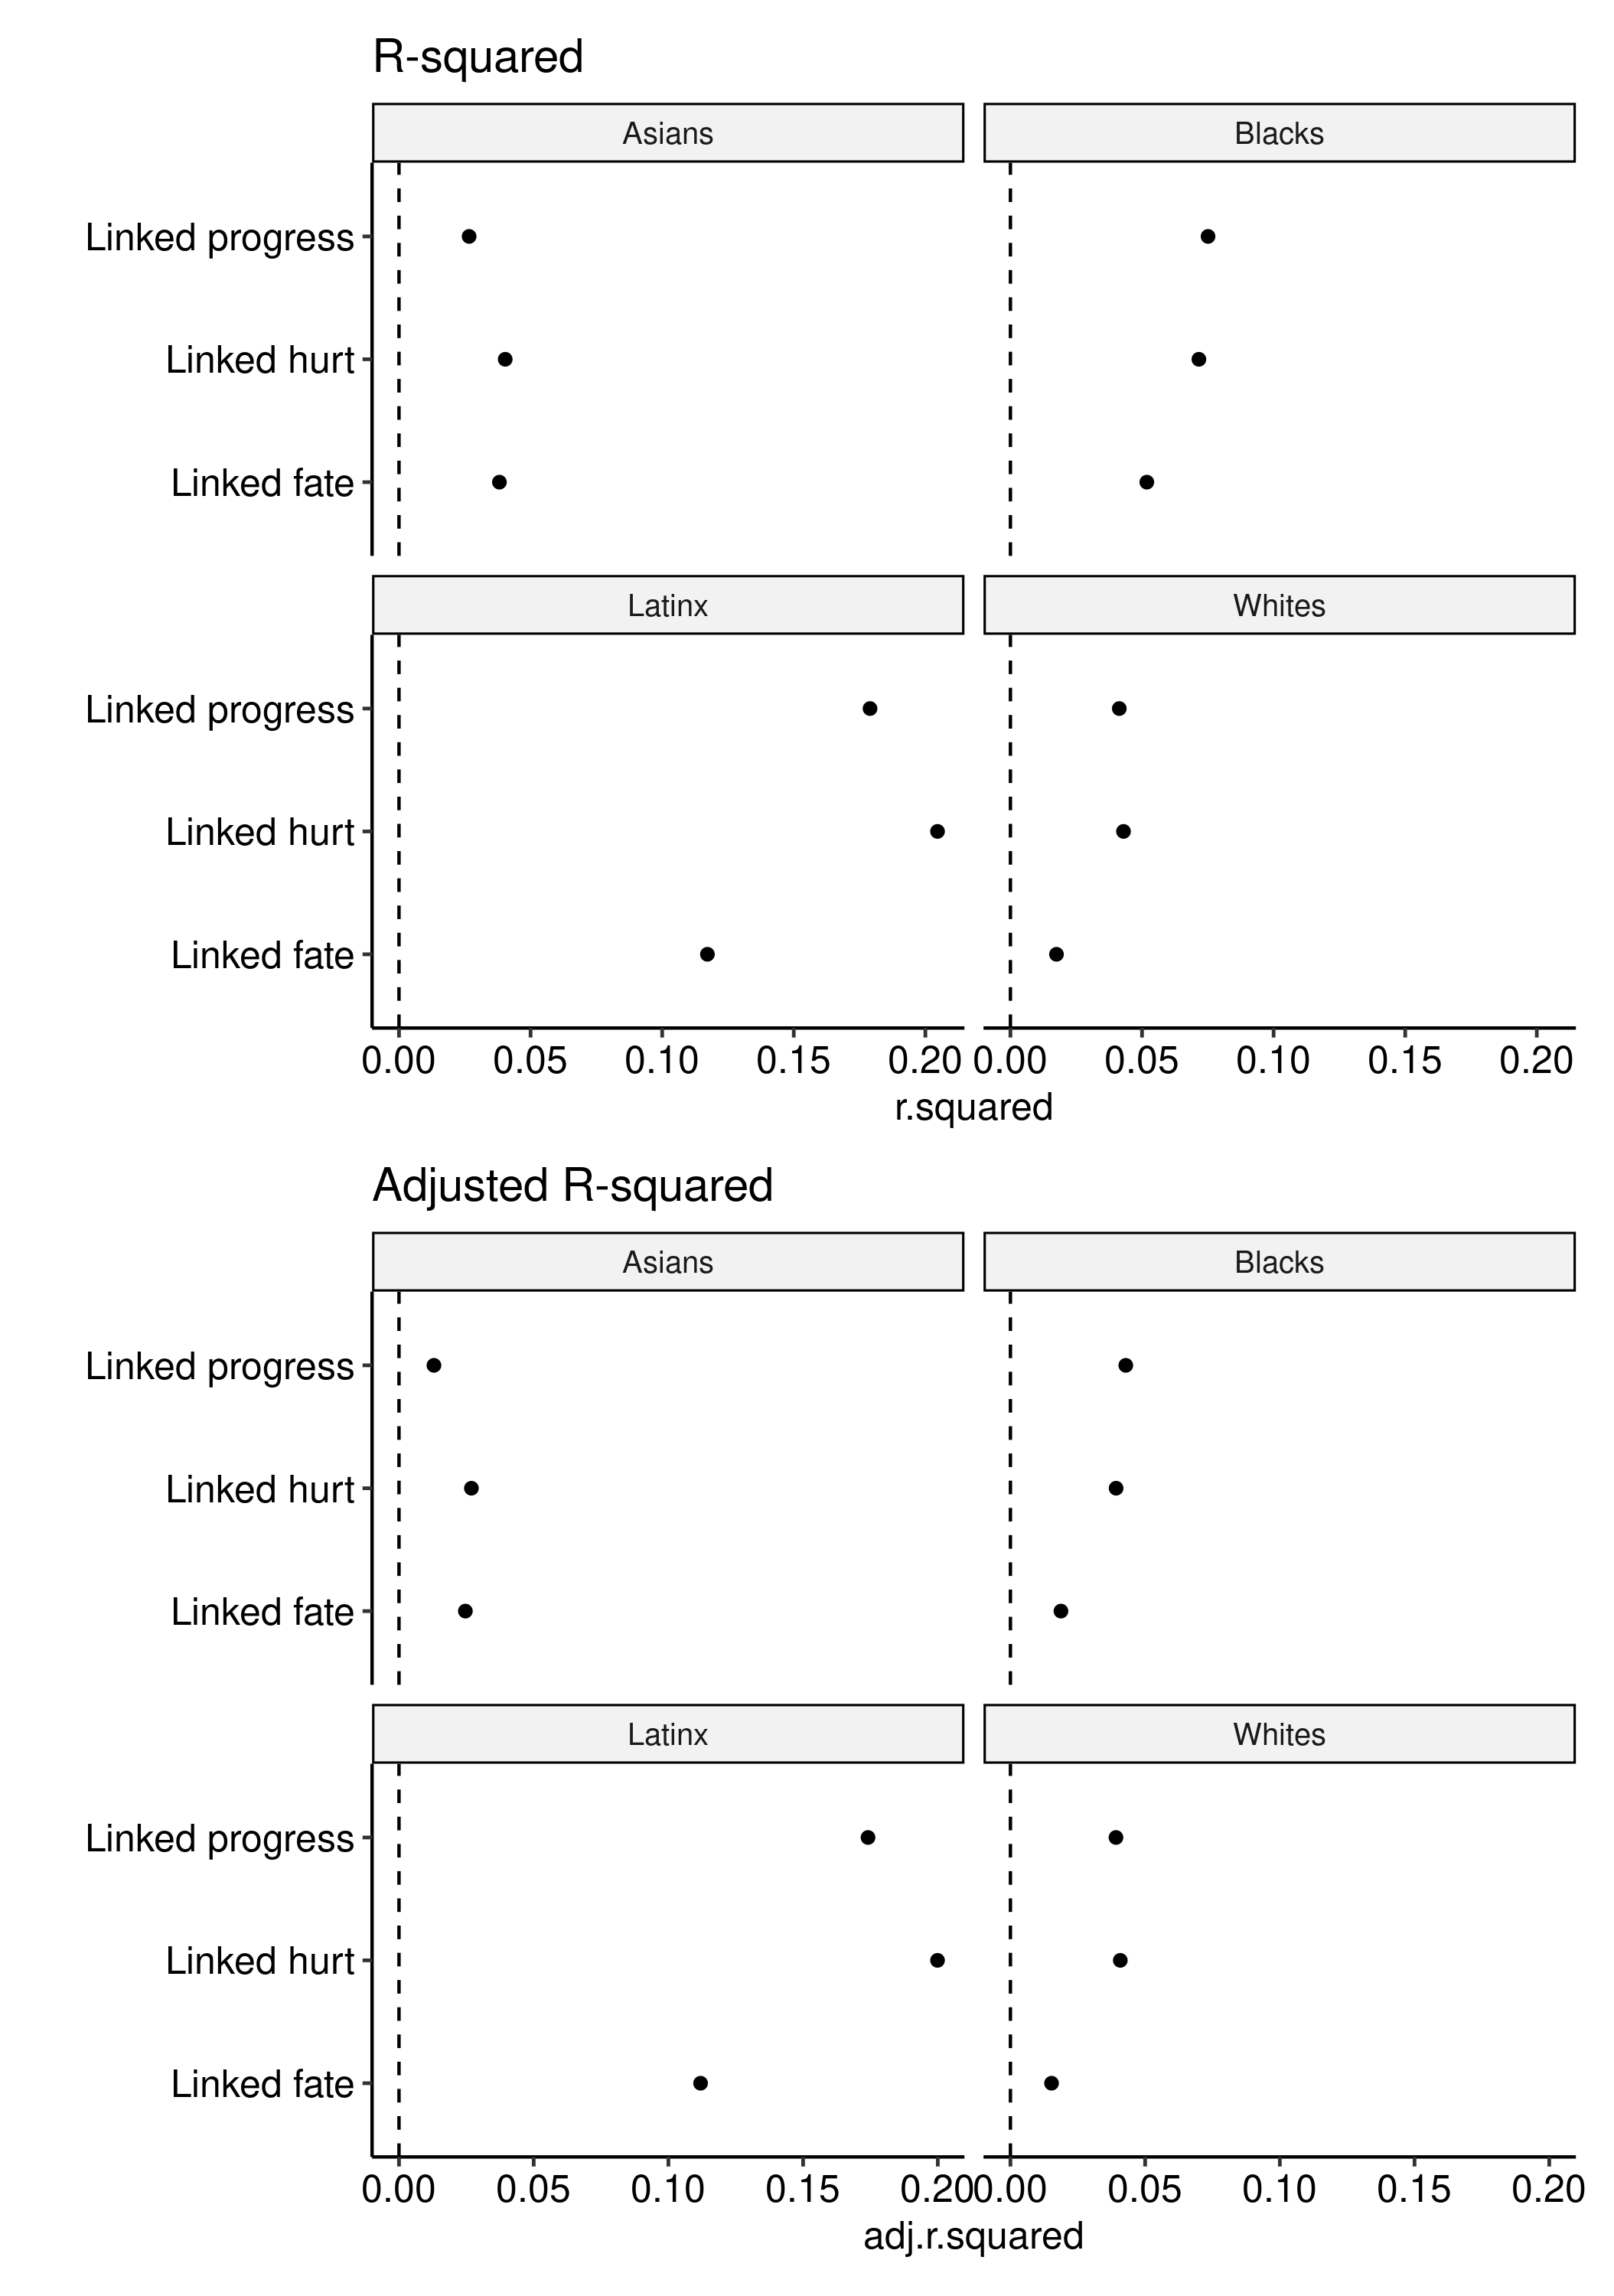 R-squared
Asians Blacks
Linked progress
Linked hurt
Linked fate
Latinx Whites
Linked progress
Linked hurt
Linked fate
0.00 0.05 0.10 0.15 0.20 0.00 0.05 0.10 0.15 0.20
r.squared
Adjusted R-squared
Asians Blacks
Linked progress
Linked hurt
Linked fate
Latinx Whites
Linked progress
Linked hurt
Linked fate
0.00 0.05 0.10 0.15 0.20 0.00 0.05 0.10 0.15 0.20
adj.r.squared